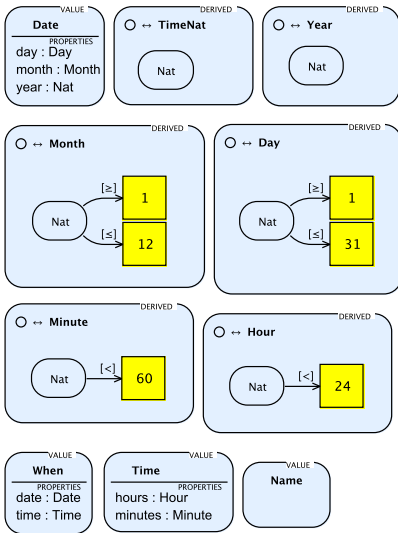 VALUE
Date
PROPERTIES
day : Day
month : Month
year : Nat
DERIVED
↔ TimeNat
Nat
DERIVED
↔ Year
Nat
DERIVED
↔ Month
Nat
[≥]
1
[≤]
12
DERIVED
↔ Day
Nat
[≥]
1
[≤]
31
DERIVED
↔ Minute
Nat
[<]
60
DERIVED
↔ Hour
Nat
[<]
24
VALUE
When
PROPERTIES
date : Date
time : Time
VALUE
Time
PROPERTIES
hours : Hour
minutes : Minute
VALUE
Name